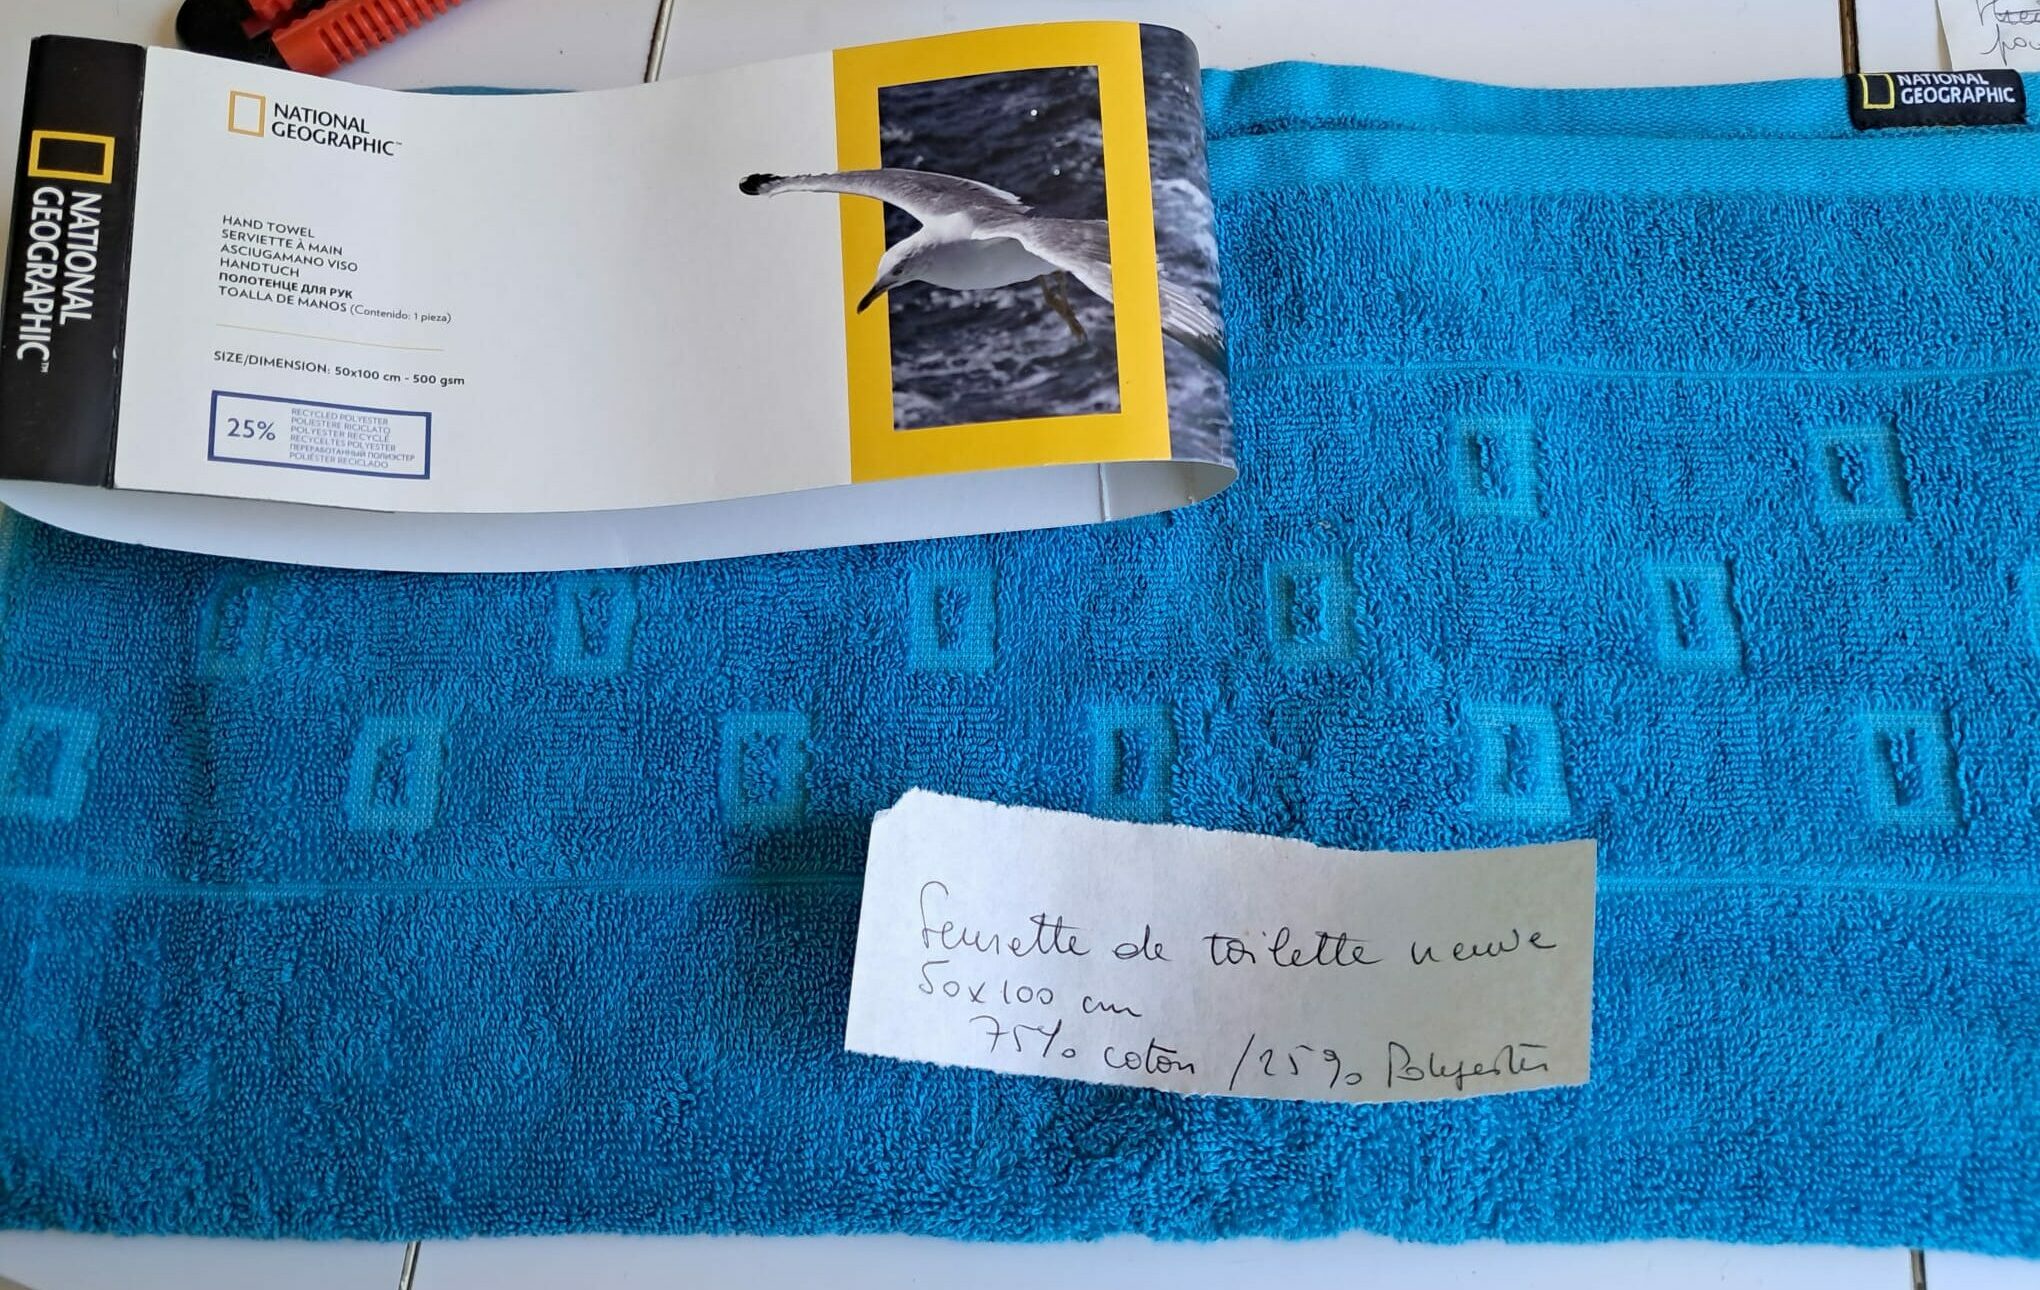 NATIONAL
GEOGRAPHIC™
NATIONAL
GEOGRAPHIC™
HAND TOWEL
SERVIETTE À MAIN
ASCIUGAMANO VISO
HANDTUCH
ПОЛОТЕНЦЕ ДЛЯ РУК
TOALLA DE MANOS (Contenido: 1 pieza)
SIZE/DIMENSION: 50x100 cm - 500 gsm
25%
RECYCLED POLYESTER
POLIESTERE RICICLATO
POLYESTER RECYCLÉ
RECYCELTES POLYESTER
ПЕРЕРАБОТАННЫЙ ПОЛИЭСТЕР
POLIÉSTER RECICLADO
NATIONAL
GEOGRAPHIC
Serviette de toilette neuve
50x100 cm
75% coton /25% Polyester